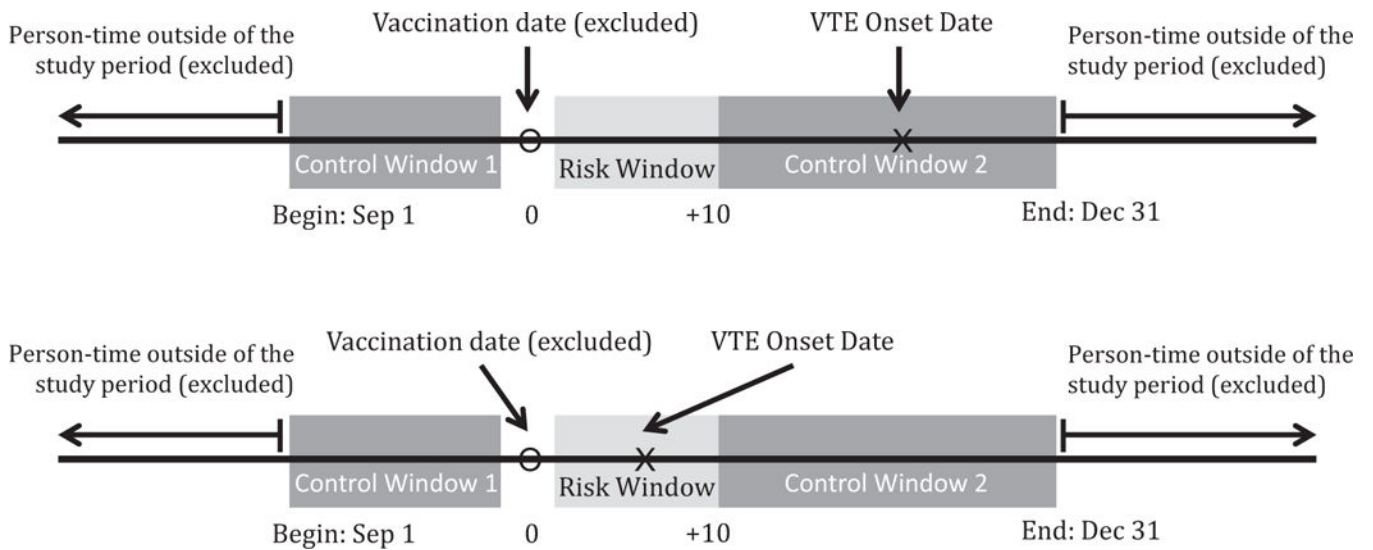 Vaccination date (excluded)
VTE Onset Date
Person-time outside of the
study period (excluded)
Person-time outside of the
study period (excluded)
O
X
Control Window 1
Risk Window
Control Window 2
Begin: Sep 1
0
+10
End: Dec 31
Vaccination date (excluded)
VTE Onset Date
Person-time outside of the
study period (excluded)
Person-time outside of the
study period (excluded)
O
X
Control Window 1
Risk Window
Control Window 2
Begin: Sep 1
0
+10
End: Dec 31